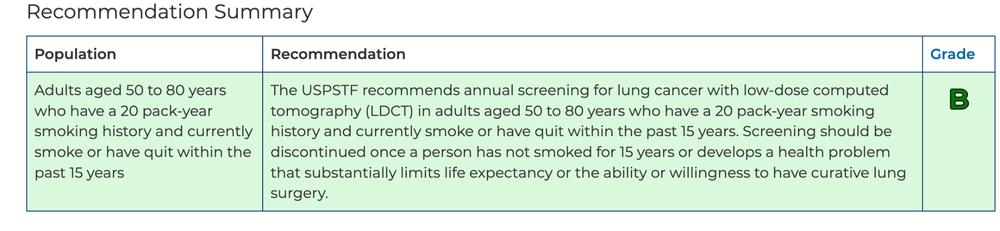 Recommendation Summary
Population
Recommendation
Grade
Adults aged 50 to 80 years
who have a 20 pack-year
smoking history and currently
smoke or have quit within the
past 15 years
The USPSTF recommends annual screening for lung cancer with low-dose computed
tomography (LDCT) in adults aged 50 to 80 years who have a 20 pack-year smoking
history and currently smoke or have quit within the past 15 years. Screening should be
discontinued once a person has not smoked for 15 years or develops a health problem
that substantially limits life expectancy or the ability or willingness to have curative lung
surgery.
B